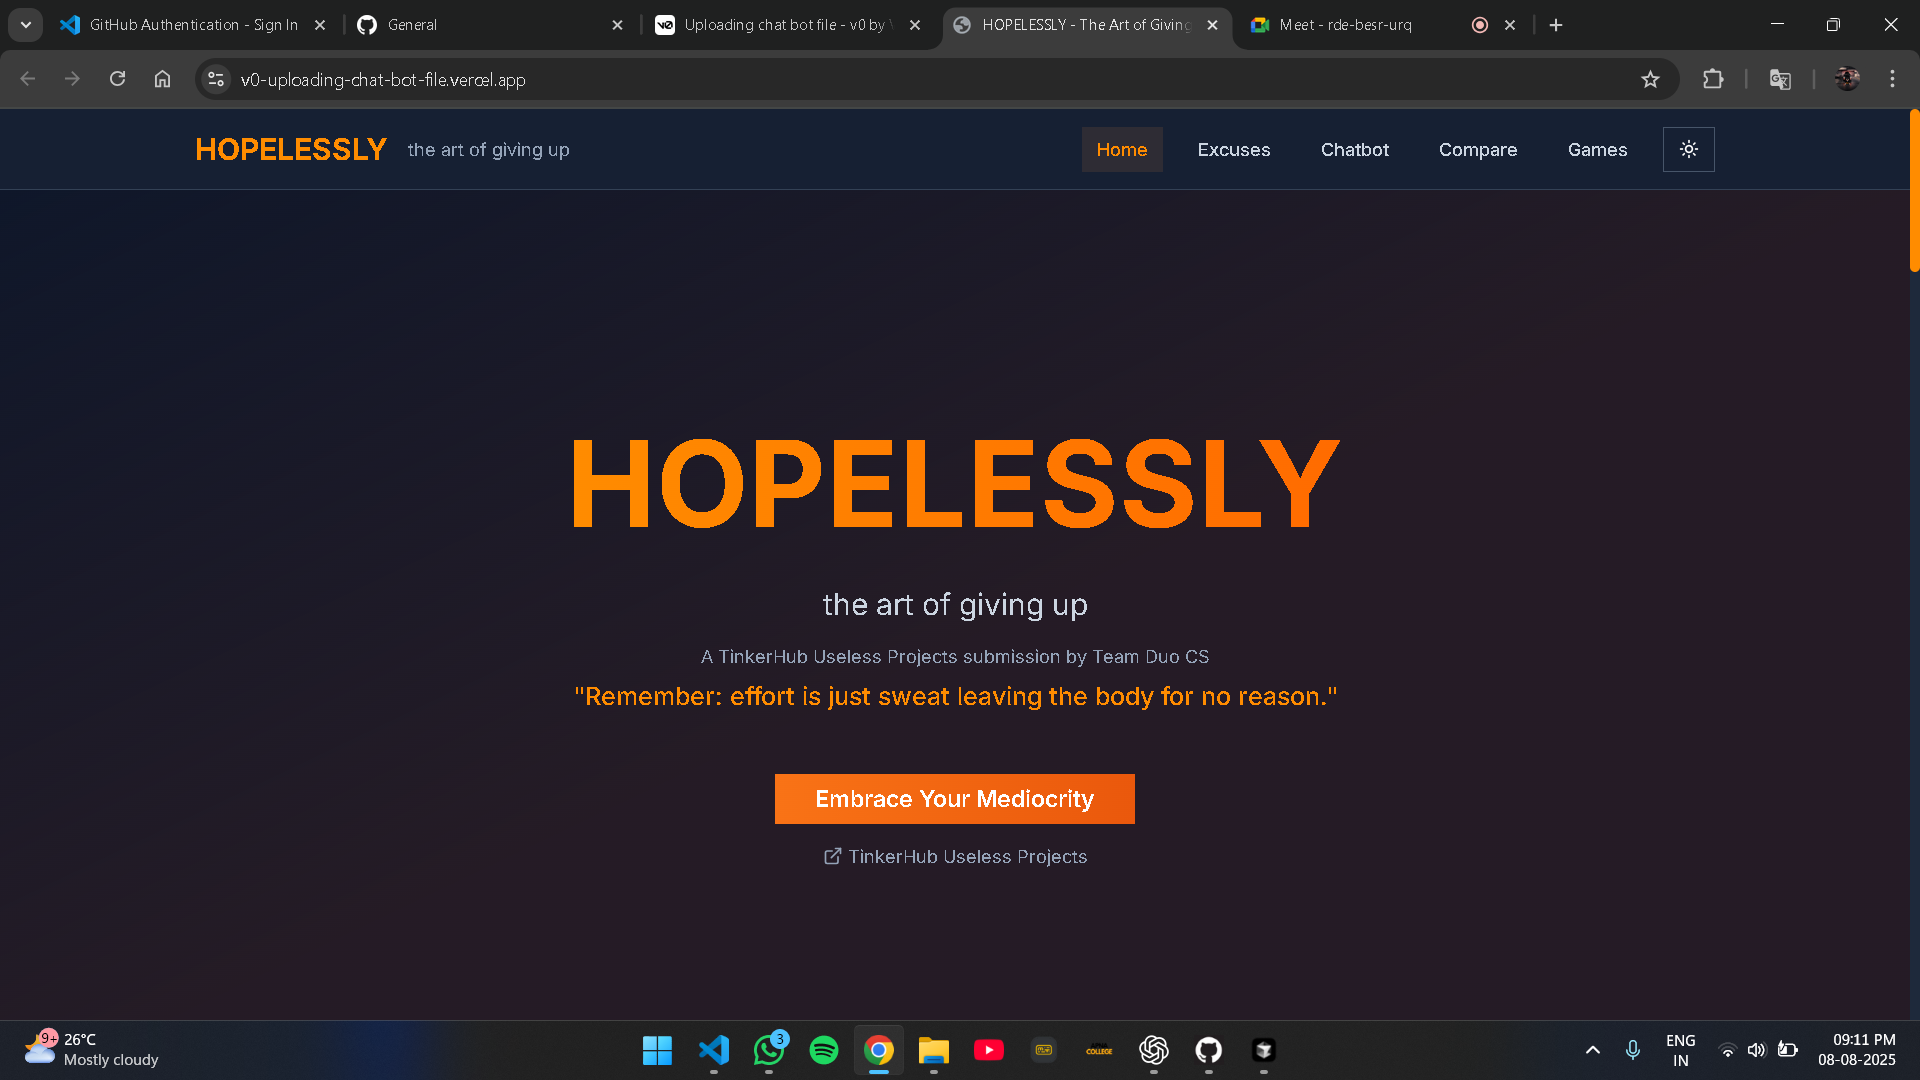 GitHub Authentication - Sign In
General
Uploading chat bot file - v0 by
HOPELESSLY - The Art of Giving
Meet - rde-besr-urq
v0-uploading-chat-bot-file.vercel.app
HOPELESSLY the art of giving up
Home
Excuses
Chatbot
Compare
Games
HOPELESSLY
the art of giving up
A TinkerHub Useless Projects submission by Team Duo CS
"Remember: effort is just sweat leaving the body for no reason."
Embrace Your Mediocrity
TinkerHub Useless Projects
9+
26°C
Mostly cloudy
3
COLLEGE
ENG
IN
09:11 PM
08-08-2025